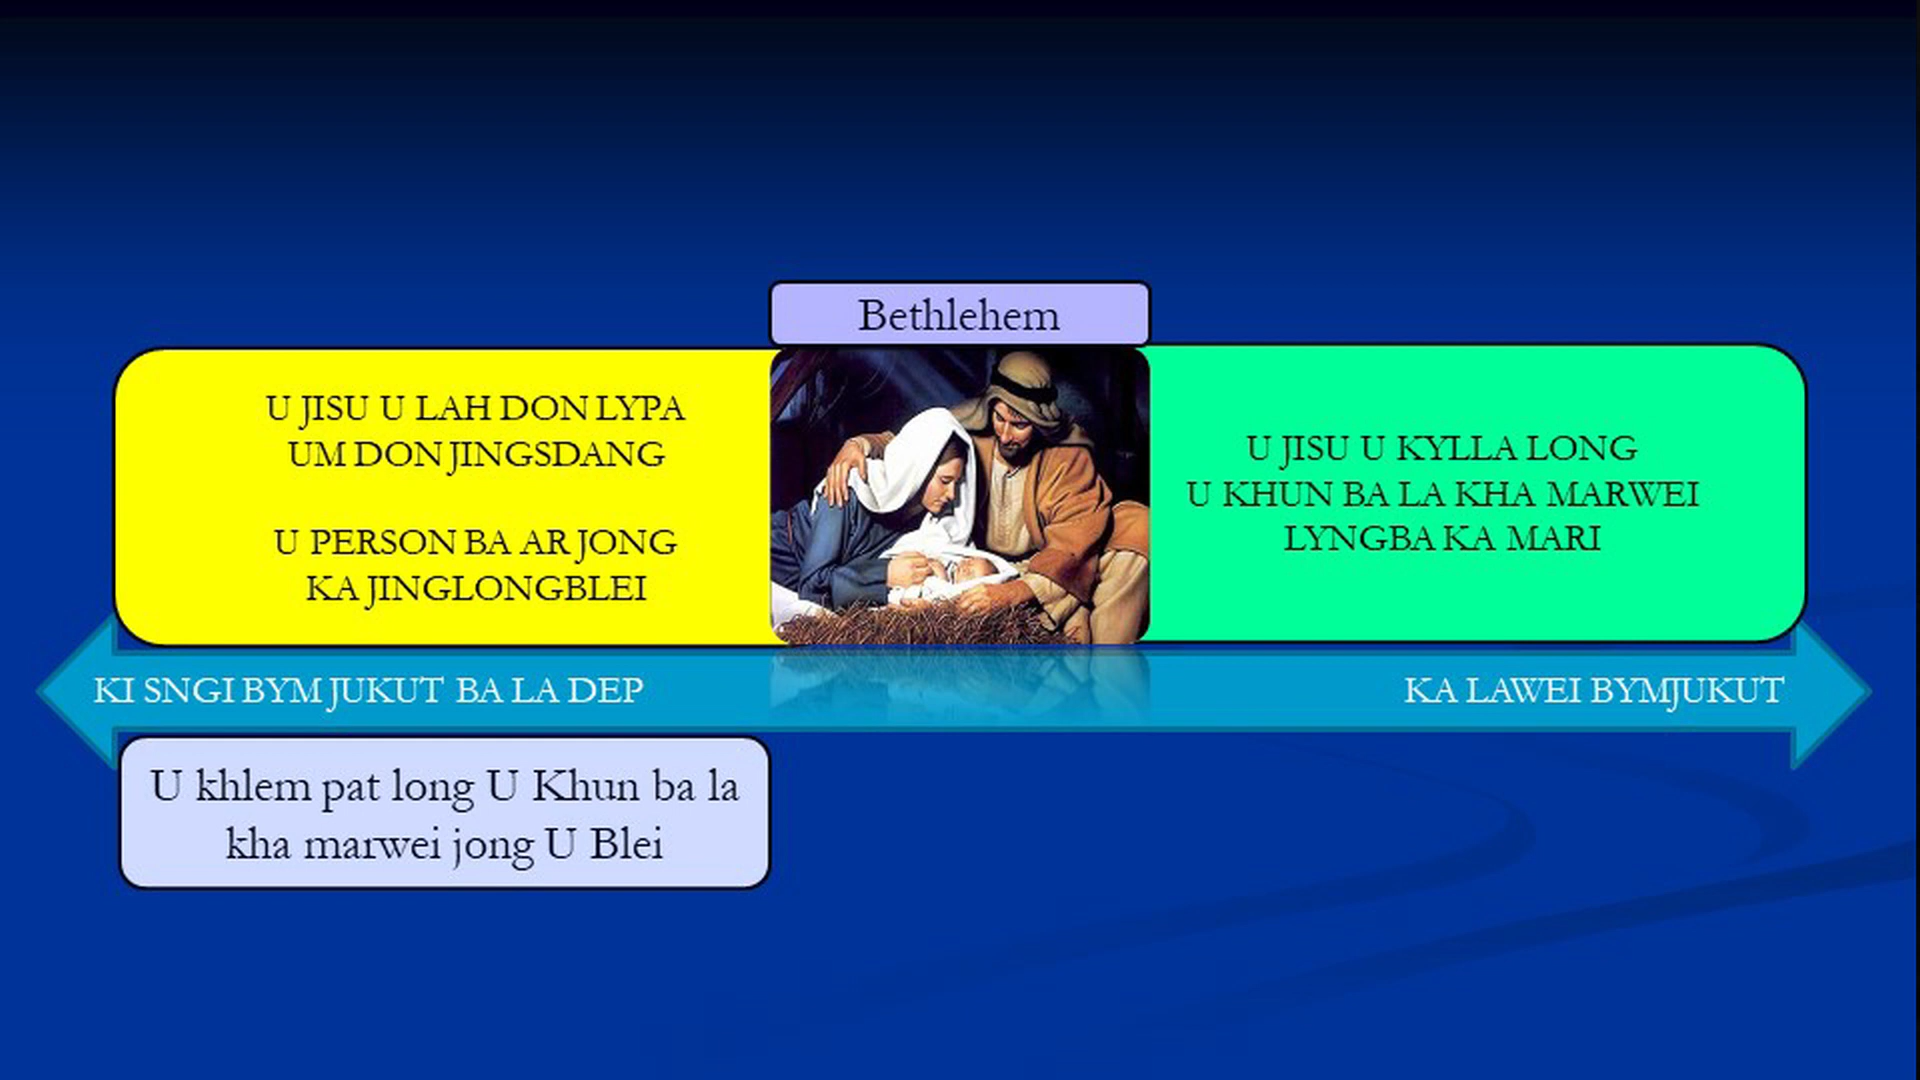 Bethlehem
U JISU U LAH DON LYPA
UM DON JINGSDANG
U PERSON BA AR JONG
KA JINGLONGBLEI
U JISU U KYLLA LONG
U KHUN BA LA KHA MARWEI
LYNGBA KA MARI
KI SNGI BYM JUKUT BA LA DEP
KA LAWEI BYMJUKUT
U khlem pat long U Khun ba la
kha marwei jong U Blei